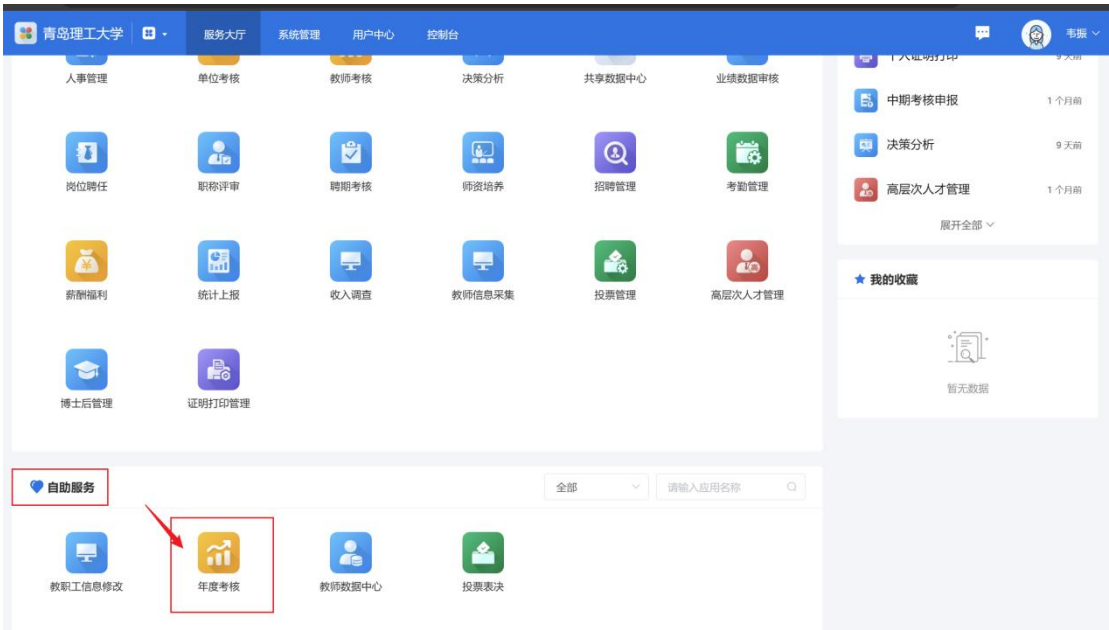 青岛理工大学 服务大厅 系统管理 用户中心 控制台 韦振
人事管理 单位考核 教师考核 决策分析 共享数据中心 业绩数据审核
岗位聘任 职称评审 聘期考核 师资培养 招聘管理 考勤管理
薪酬福利 统计上报 收入调查 教师信息采集 投票管理 高层次人才管理
博士后管理 证明打印管理
个人证明打印 9天前
中期考核申报 1个月前
决策分析 9天前
高层次人才管理 1个月前
展开全部
我的收藏
暂无数据
自助服务 全部 请输入应用名称
教职工信息修改 年度考核 教师数据中心 投票表决